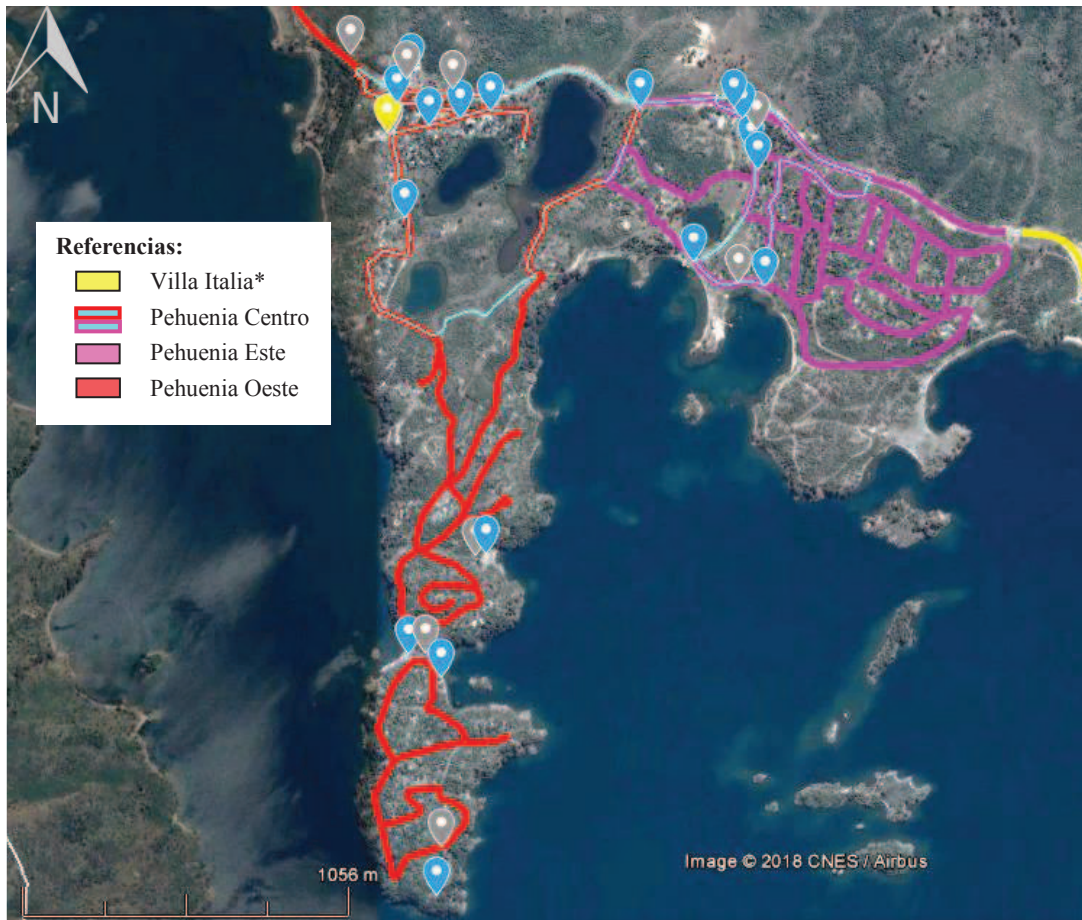 N
Referencias:
Villa Italia*
Pehuenia Centro
Pehuenia Este
Pehuenia Oeste
1056 m
Image © 2018 CNES / Airbus